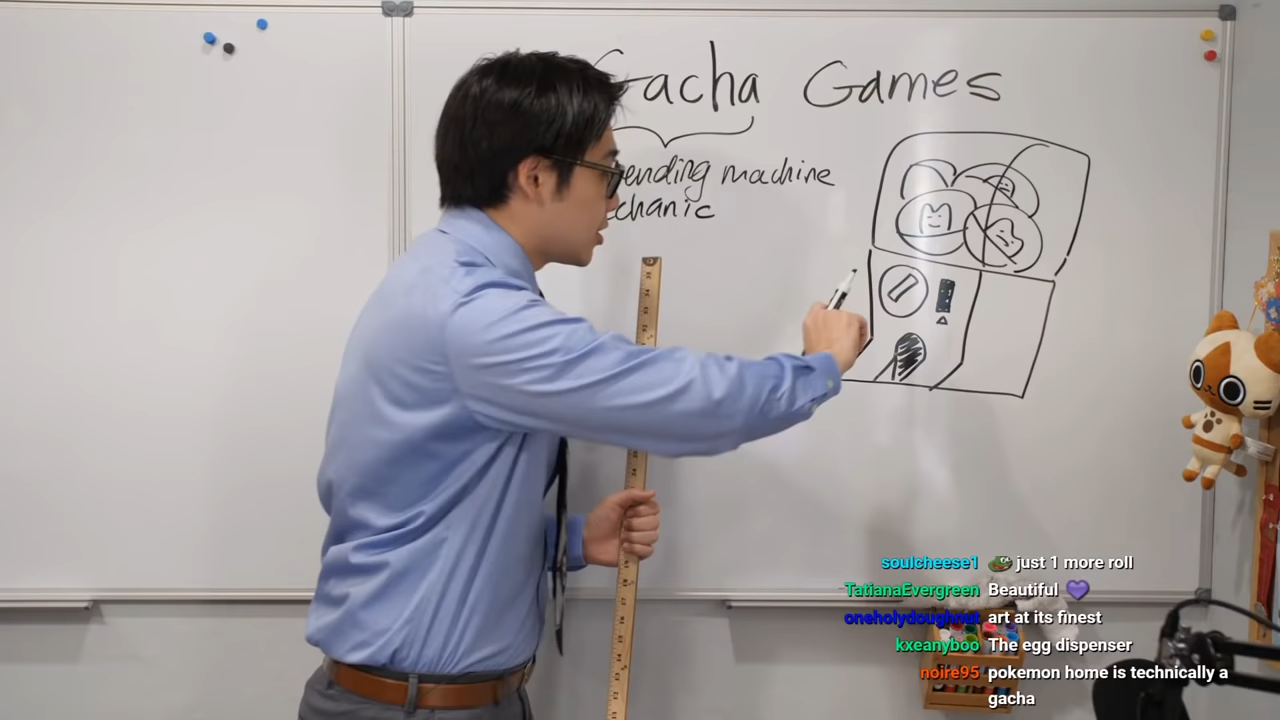 Gacha Games
vending machine
chanic
soulcheese1 just 1 more roll
TatianaEvergreen Beautiful
oneholydoughnut art at its finest
kxeanyboo The egg dispenser
noire95 pokemon home is technically a
gacha